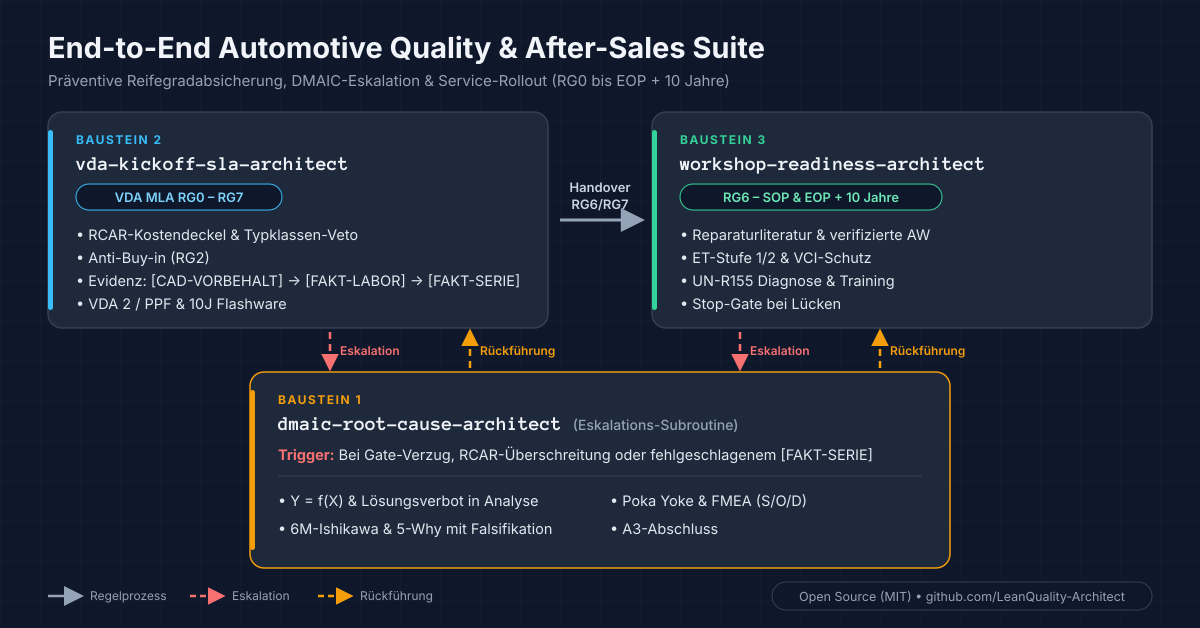 End-to-End Automotive Quality & After-Sales Suite
Präventive Reifegradabsicherung, DMAIC-Eskalation & Service-Rollout (RG0 bis EOP + 10 Jahre)
BAUSTEIN 2
vda-kickoff-sla-architect
VDA MLA RG0 – RG7
• RCAR-Kostendeckel & Typklassen-Veto
• Anti-Buy-in (RG2)
• Evidenz: [CAD-VORBEHALT] → [FAKT-LABOR] → [FAKT-SERIE]
• VDA 2 / PPF & 10J Flashware
Handover
RG6/RG7
BAUSTEIN 3
workshop-readiness-architect
RG6 – SOP & EOP + 10 Jahre
• Reparaturliteratur & verifizierte AW
• ET-Stufe 1/2 & VCI-Schutz
• UN-R155 Diagnose & Training
• Stop-Gate bei Lücken
Eskalation
Rückführung
Eskalation
Rückführung
BAUSTEIN 1
dmaic-root-cause-architect (Eskalations-Subroutine)
Trigger: Bei Gate-Verzug, RCAR-Überschreitung oder fehlgeschlagenem [FAKT-SERIE]
• Y = f(X) & Lösungsverbot in Analyse
• 6M-Ishikawa & 5-Why mit Falsifikation
• Poka Yoke & FMEA (S/O/D)
• A3-Abschluss
Regelprozess
Eskalation
Rückführung
Open Source (MIT) • github.com/LeanQuality-Architect